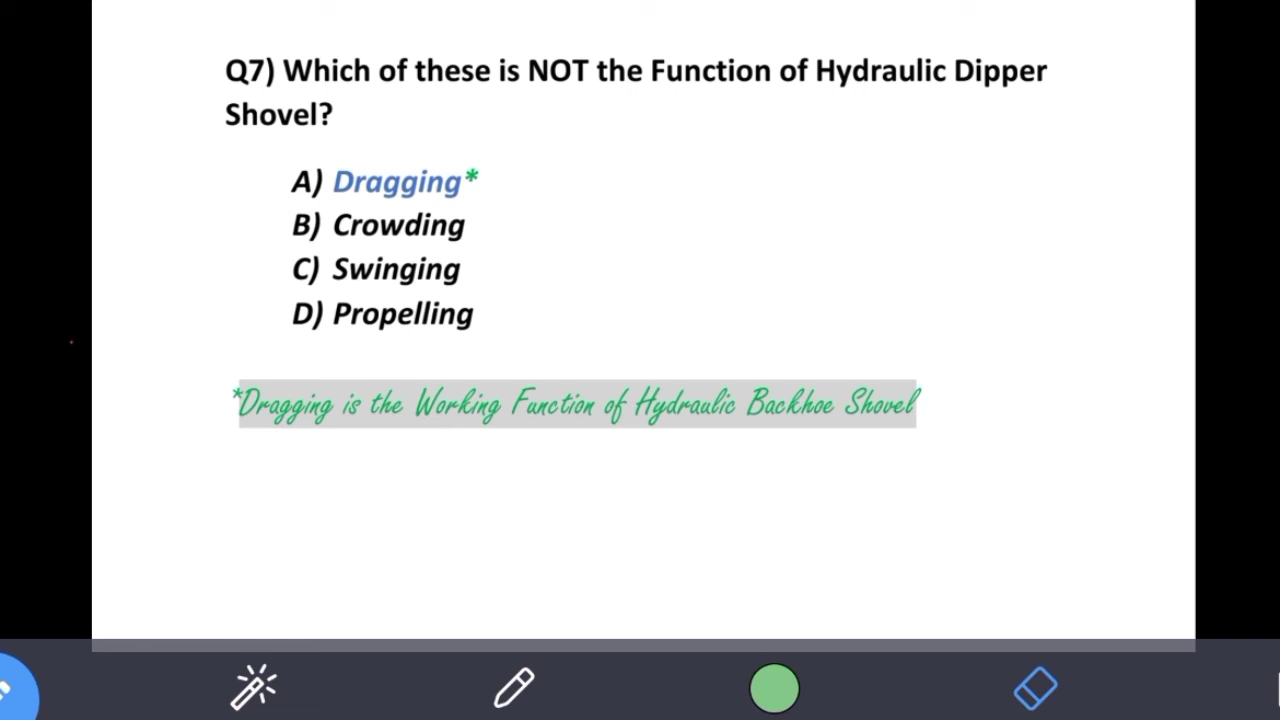 Q7) Which of these is NOT the Function of Hydraulic Dipper
Shovel?
A) Dragging*
B) Crowding
C) Swinging
D) Propelling
*Dragging is the Working Function of Hydraulic Backhoe Shovel